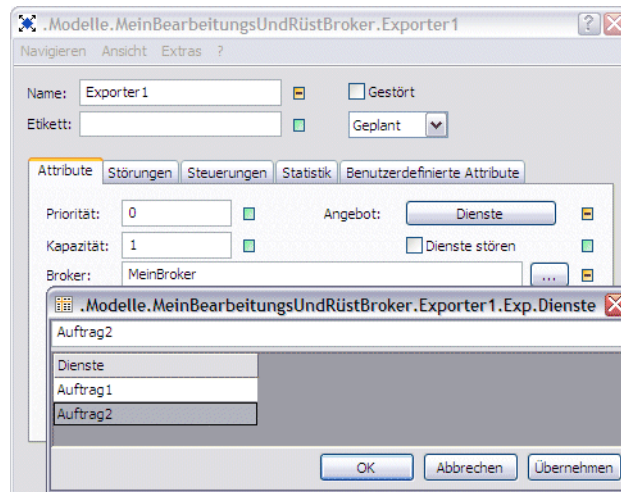 .Modelle.MeinBearbeitungsUndRüstBroker.Exporter1
Navigieren Ansicht Extras ?
Name: Exporter1 Gestört
Etikett: Geplant
Attribute Störungen Steuerungen Statistik Benutzerdefinierte Attribute
Priorität: 0 Angebot: Dienste
Kapazität: 1 Dienste stören
Broker: MeinBroker ...
.Modelle.MeinBearbeitungsUndRüstBroker.Exporter1.Exp.Dienste
Auftrag2
Dienste
Auftrag1
Auftrag2
OK Abbrechen Übernehmen